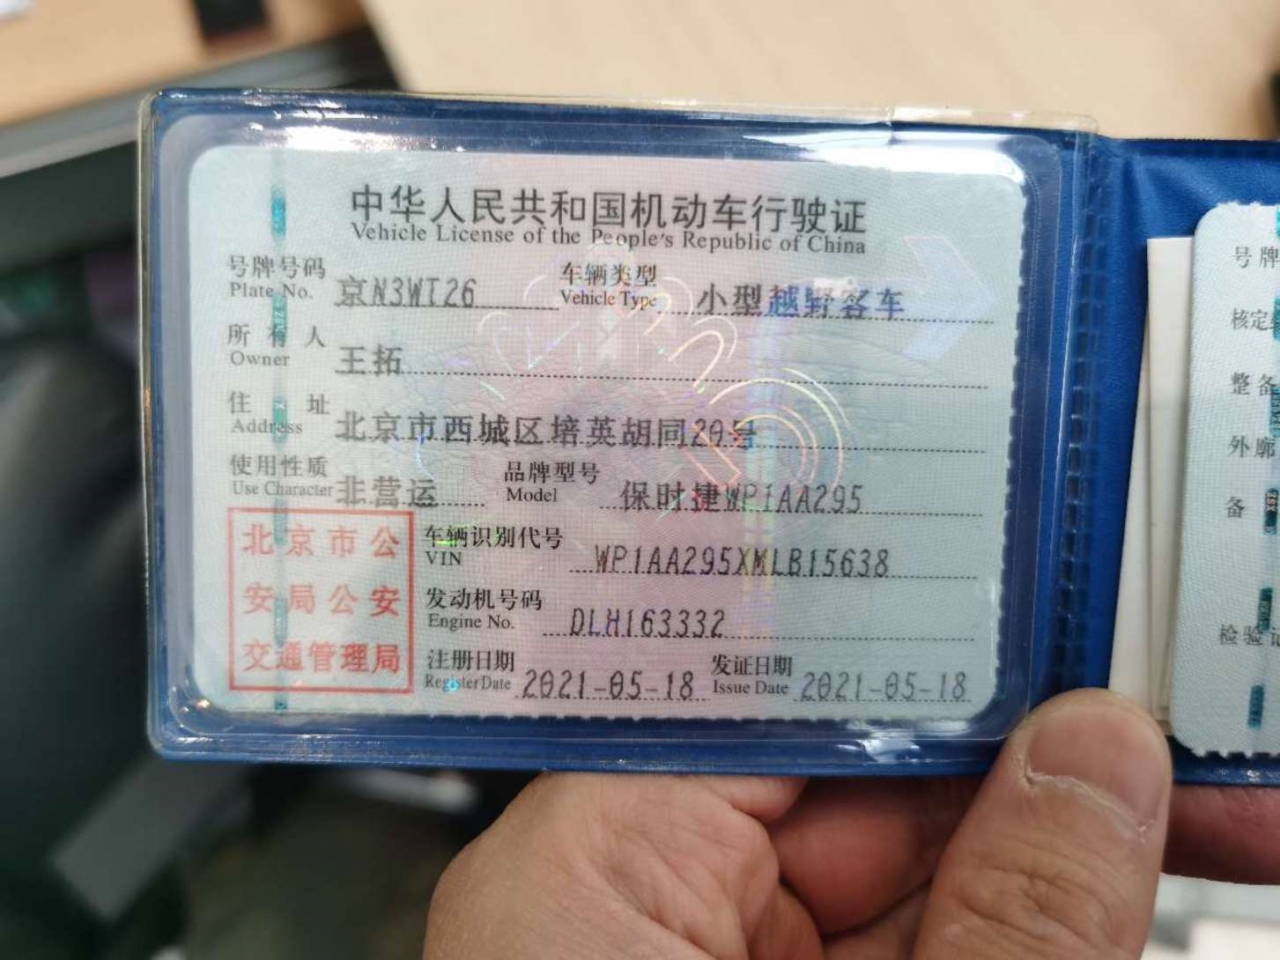 中华人民共和国机动车行驶证
Vehicle License of the People's Republic of China
号牌号码 京N3WT26 车辆类型 小型越野客车
Plate No. Vehicle Type
所有人 王拓
Owner
住址 北京市西城区培英胡同20号
Address
使用性质 非营运 品牌型号 保时捷WP1AA295
Use Character Model
北京市公
安局公安
交通管理局
车辆识别代号 WP1AA295XMLB15638
VIN
发动机号码 DLH163332
Engine No.
注册日期 2021-05-18 发证日期 2021-05-18
Register Date Issue Date
号牌
核定
整备
外廓
备
检验